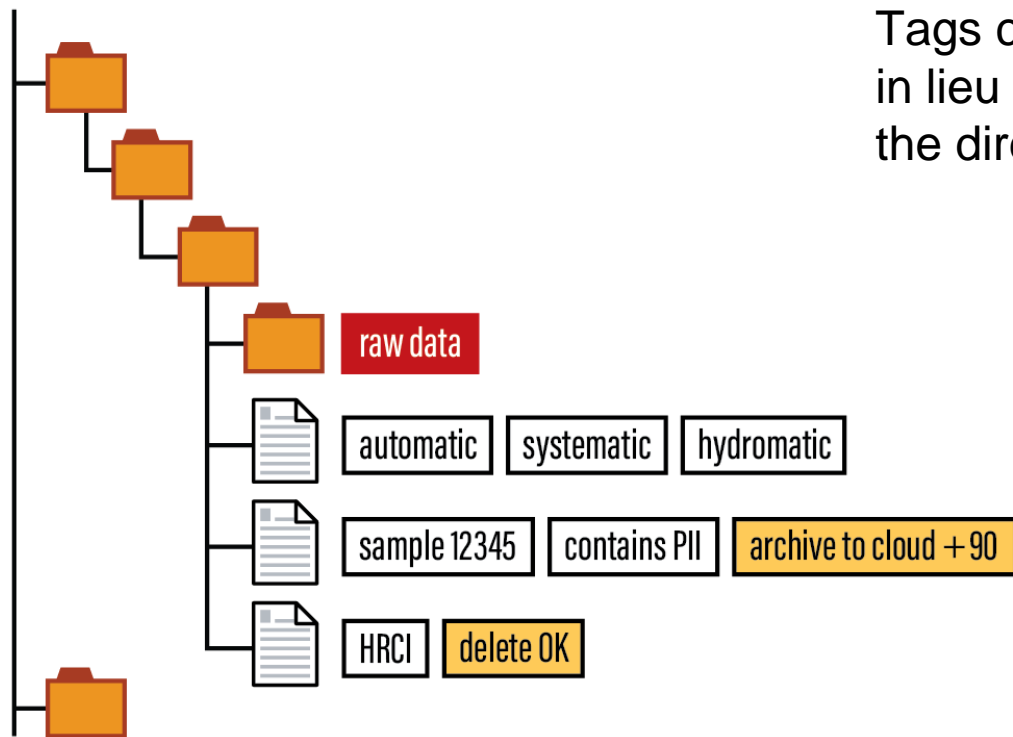 Tags
in lieu
the
raw data
automatic systematic hydromatic
sample 12345 contains PII archive to cloud +90
HRCI delete OK